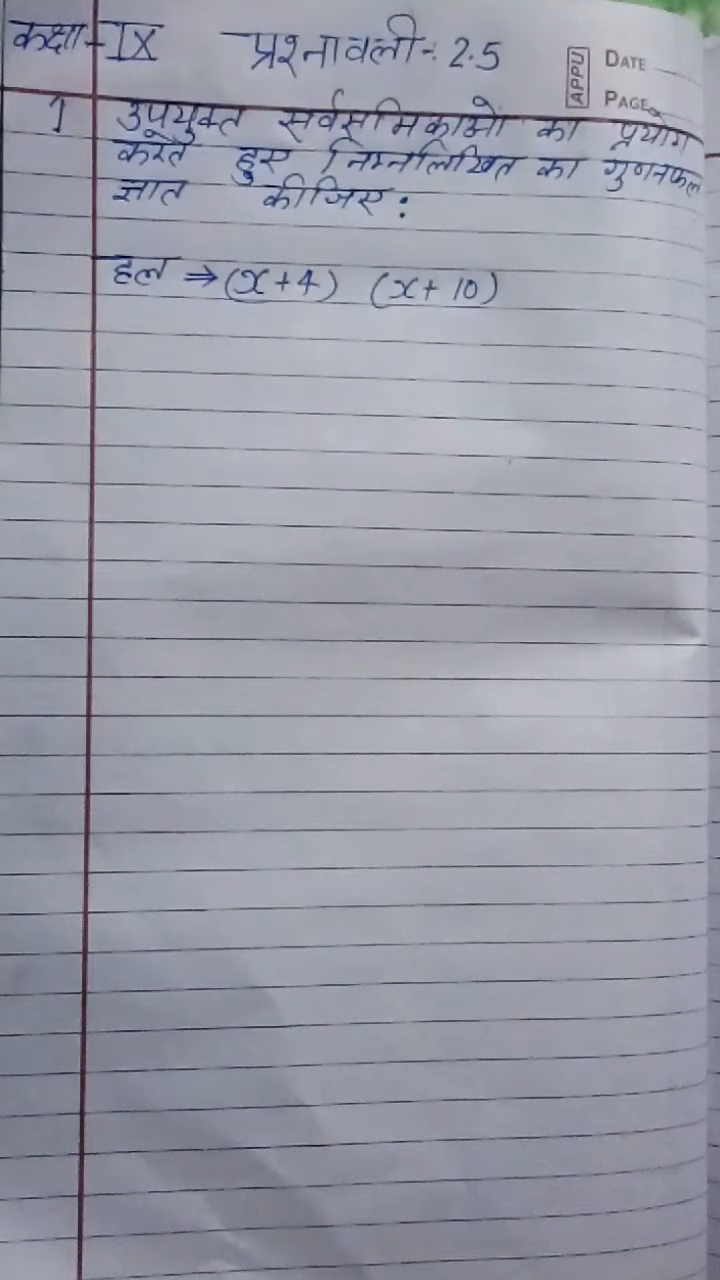 कक्षा-IX प्रश्नावली-: 2.5
APPU DATE
PAGE
1 उपयुक्त सर्वसमिकाओ का प्रयोग
करते हुए निम्नलिखित का गुणनफल
ज्ञात कीजिए:
हल ⇒ (x+4) (x+10)